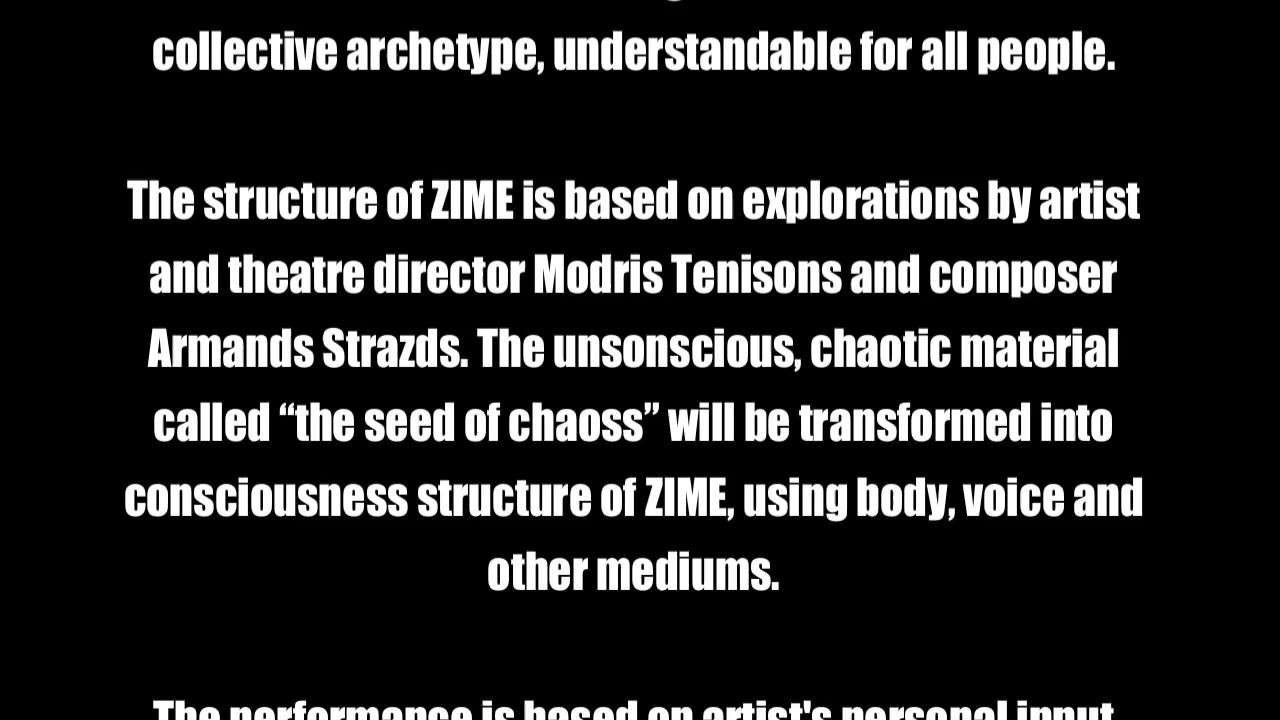 collective archetype, understandable for all people.
The structure of ZIME is based on explorations by artist
and theatre director Modris Tenisons and composer
Armands Strazds. The unsonscious, chaotic material
called “the seed of chaoss” will be transformed into
consciousness structure of ZIME, using body, voice and
other mediums.
The performance is based on artist's personal input